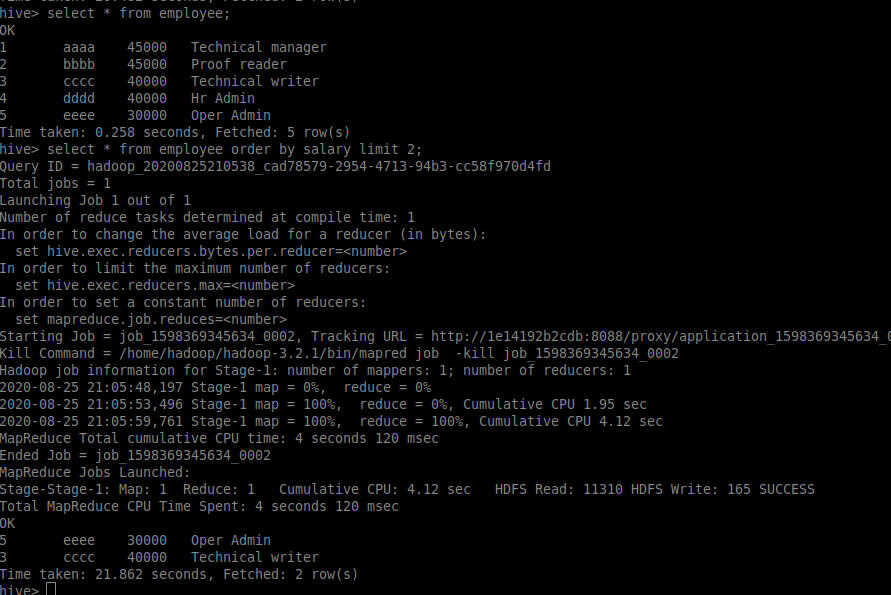 hive> select * from employee;
OK
1 aaaa 45000 Technical manager
2 bbbb 45000 Proof reader
3 cccc 40000 Technical writer
4 dddd 40000 Hr Admin
5 eeee 30000 Oper Admin
Time taken: 0.258 seconds, Fetched: 5 row(s)
hive> select * from employee order by salary limit 2;
Query ID = hadoop_20200825210538_cad78579-2954-4713-94b3-cc58f970d4fd
Total jobs = 1
Launching Job 1 out of 1
Number of reduce tasks determined at compile time: 1
In order to change the average load for a reducer (in bytes):
  set hive.exec.reducers.bytes.per.reducer=<number>
In order to limit the maximum number of reducers:
  set hive.exec.reducers.max=<number>
In order to set a constant number of reducers:
  set mapreduce.job.reduces=<number>
Starting Job = job_1598369345634_0002, Tracking URL = http://1e14192b2cdb:8088/proxy/application_1598369345634_0
Kill Command = /home/hadoop/hadoop-3.2.1/bin/mapred job  -kill job_1598369345634_0002
Hadoop job information for Stage-1: number of mappers: 1; number of reducers: 1
2020-08-25 21:05:48,197 Stage-1 map = 0%,  reduce = 0%
2020-08-25 21:05:53,496 Stage-1 map = 100%,  reduce = 0%, Cumulative CPU 1.95 sec
2020-08-25 21:05:59,761 Stage-1 map = 100%,  reduce = 100%, Cumulative CPU 4.12 sec
MapReduce Total cumulative CPU time: 4 seconds 120 msec
Ended Job = job_1598369345634_0002
MapReduce Jobs Launched:
Stage-Stage-1: Map: 1  Reduce: 1   Cumulative CPU: 4.12 sec   HDFS Read: 11310 HDFS Write: 165 SUCCESS
Total MapReduce CPU Time Spent: 4 seconds 120 msec
OK
5 eeee 30000 Oper Admin
3 cccc 40000 Technical writer
Time taken: 21.862 seconds, Fetched: 2 row(s)
hive>